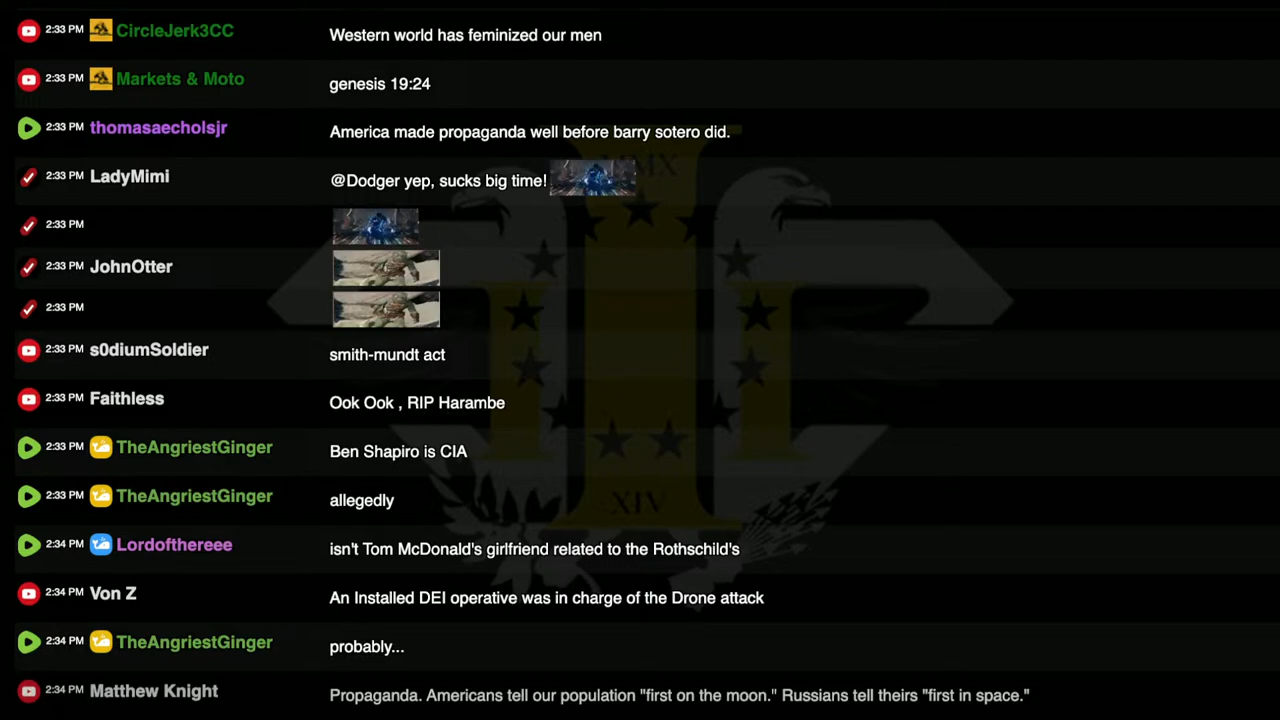 2:33 PM CircleJerk3CC Western world has feminized our men
2:33 PM Markets & Moto genesis 19:24
2:33 PM thomasaecholsjr America made propaganda well before barry sotero did.
MMX
2:33 PM LadyMimi @Dodger yep, sucks big time!
2:33 PM
2:33 PM JohnOtter
2:33 PM
2:33 PM s0diumSoldier smith-mundt act
2:33 PM Faithless Ook Ook , RIP Harambe
2:33 PM TheAngriestGinger Ben Shapiro is CIA
2:33 PM TheAngriestGinger allegedly
XIV
2:34 PM Lordofthereee isn't Tom McDonald's girlfriend related to the Rothschild's
2:34 PM Von Z An Installed DEI operative was in charge of the Drone attack
2:34 PM TheAngriestGinger probably...
2:34 PM Matthew Knight Propaganda. Americans tell our population "first on the moon." Russians tell theirs "first in space."